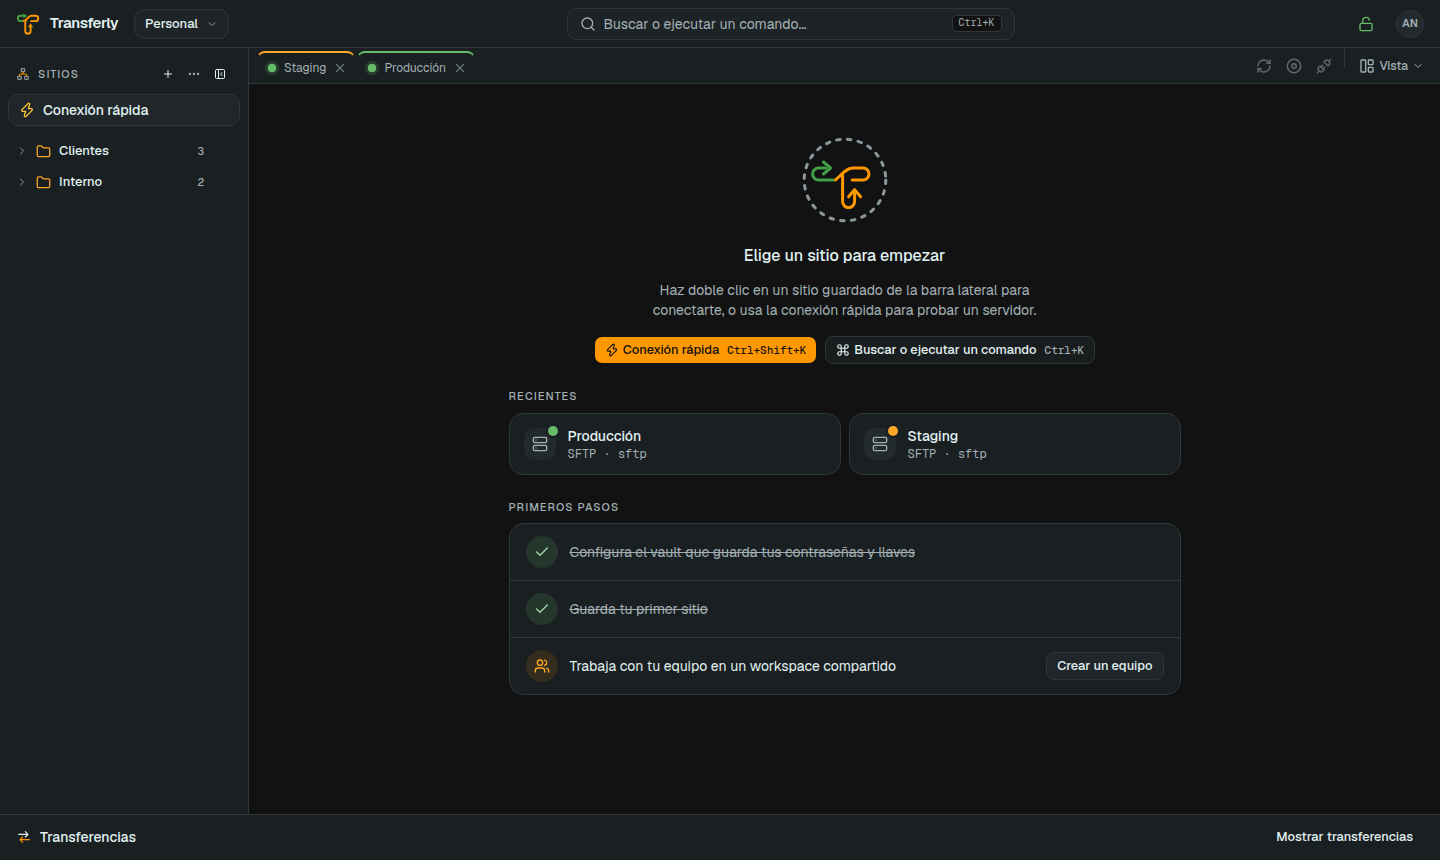 Transferly
Personal
Buscar o ejecutar un comando…
Ctrl+K
AN
SITIOS
Staging
Producción
Vista
Conexión rápida
Clientes
3
Interno
2
Elige un sitio para empezar
Haz doble clic en un sitio guardado de la barra lateral para
conectarte, o usa la conexión rápida para probar un servidor.
Conexión rápida Ctrl+Shift+K
Buscar o ejecutar un comando Ctrl+K
RECIENTES
Producción
SFTP · sftp
Staging
SFTP · sftp
PRIMEROS PASOS
Configura el vault que guarda tus contraseñas y llaves
Guarda tu primer sitio
Trabaja con tu equipo en un workspace compartido
Crear un equipo
Transferencias
Mostrar transferencias